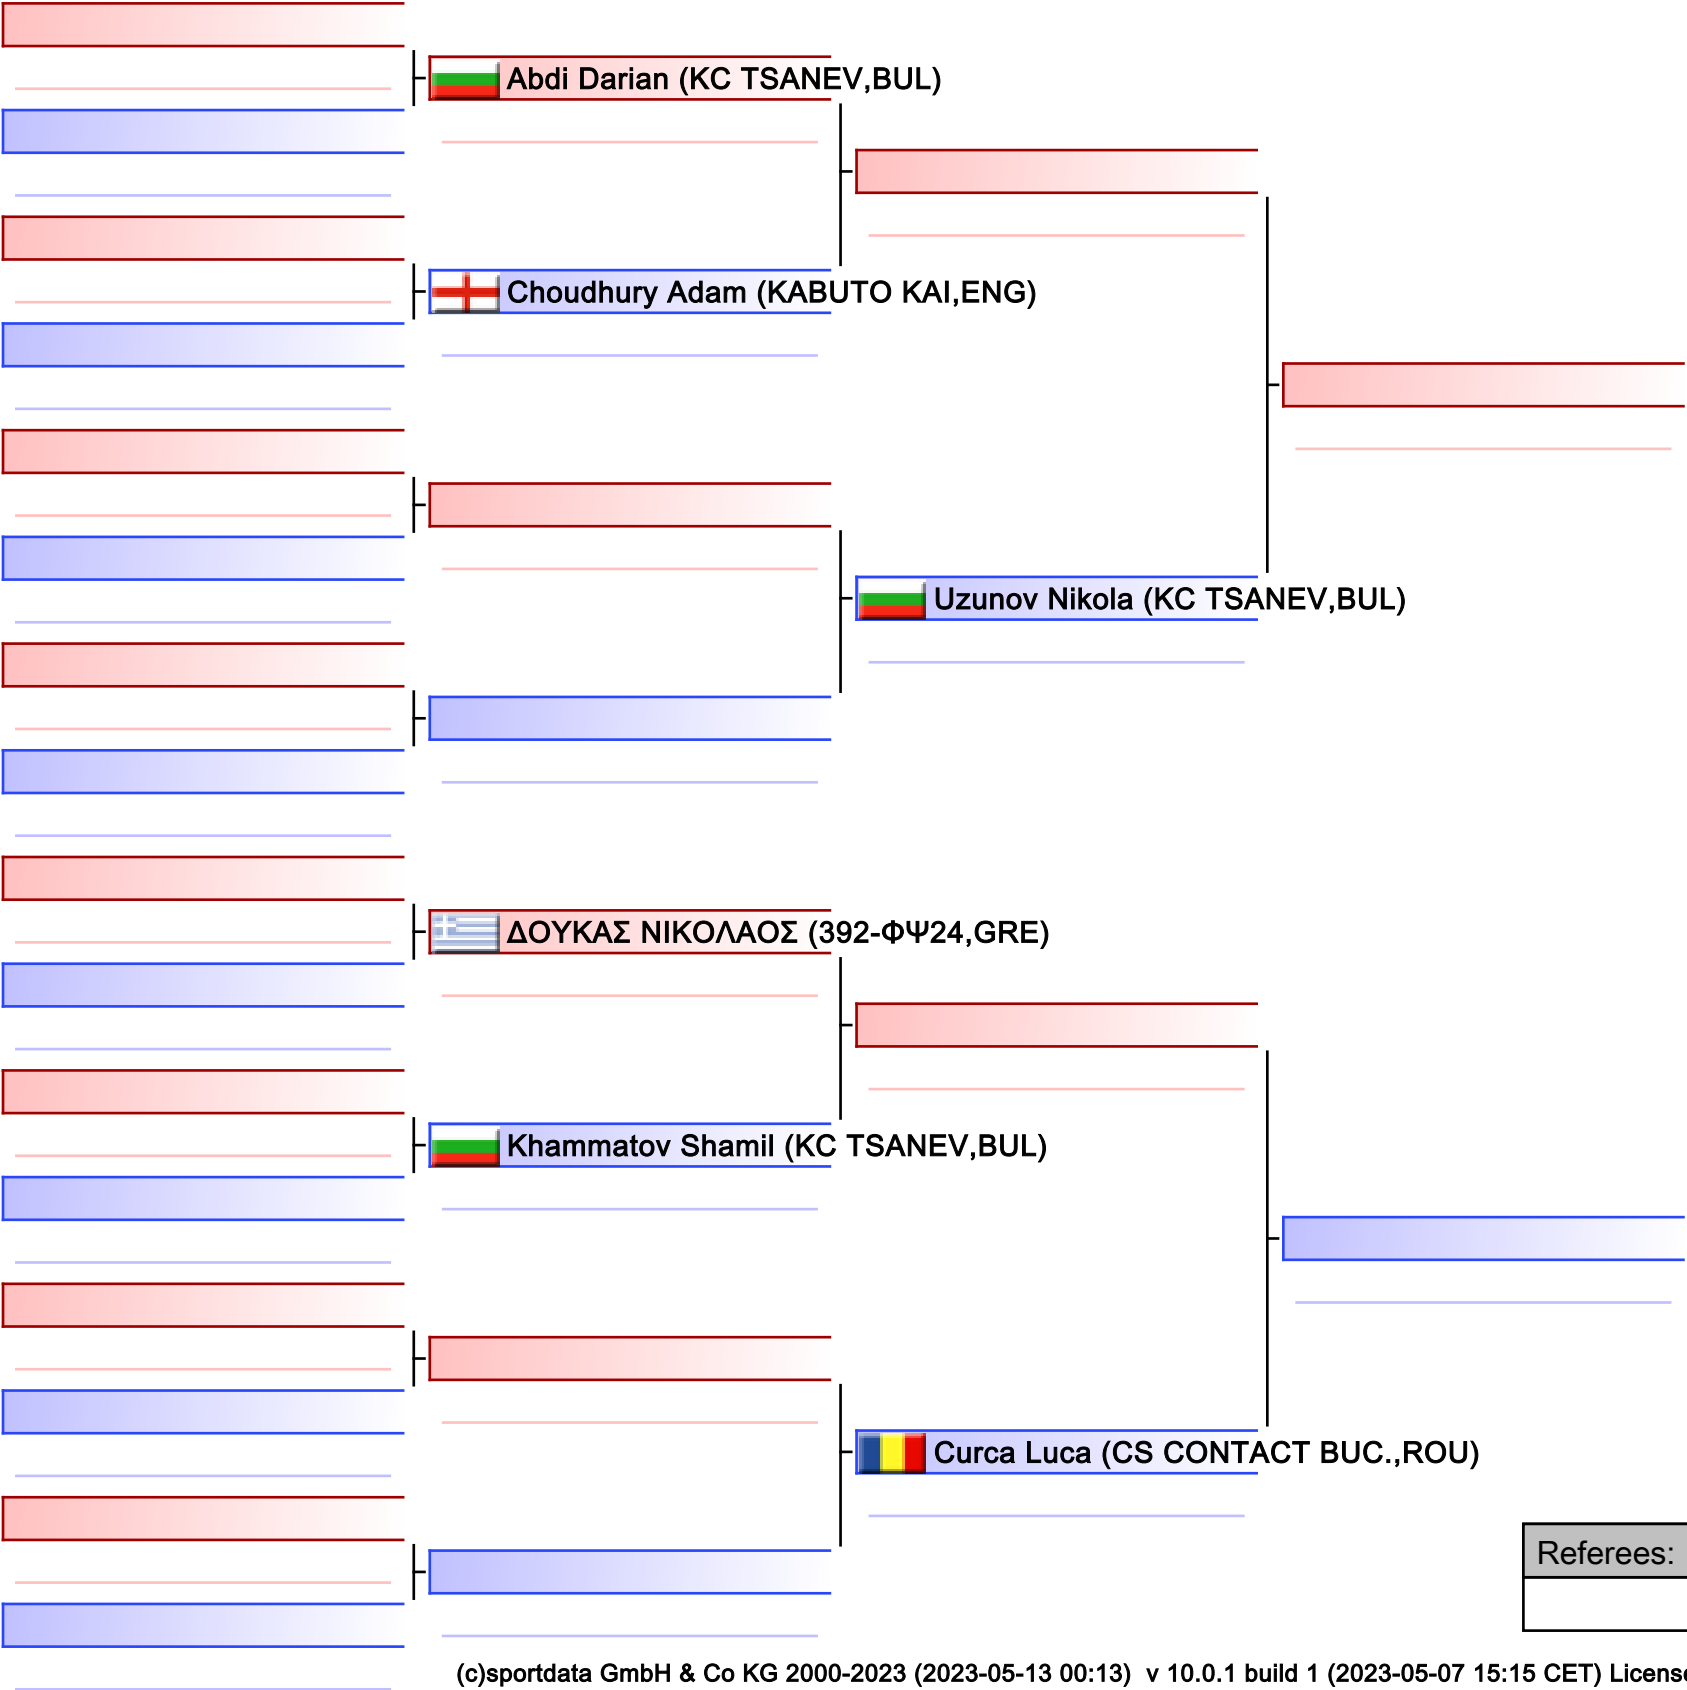 Abdi Darian (KC TSANEV,BUL)
Choudhury Adam (KABUTO KAI,ENG)
Uzunov Nikola (KC TSANEV,BUL)
ΔΟΥΚΑΣ ΝΙΚΟΛΑΟΣ (392-ΦΨ24,GRE)
Khammatov Shamil (KC TSANEV,BUL)
Curca Luca (CS CONTACT BUC.,ROU)
Referees:
(c)sportdata GmbH & Co KG 2000-2023 (2023-05-13 00:13) v 10.0.1 build 1 (2023-05-07 15:15 CET) License